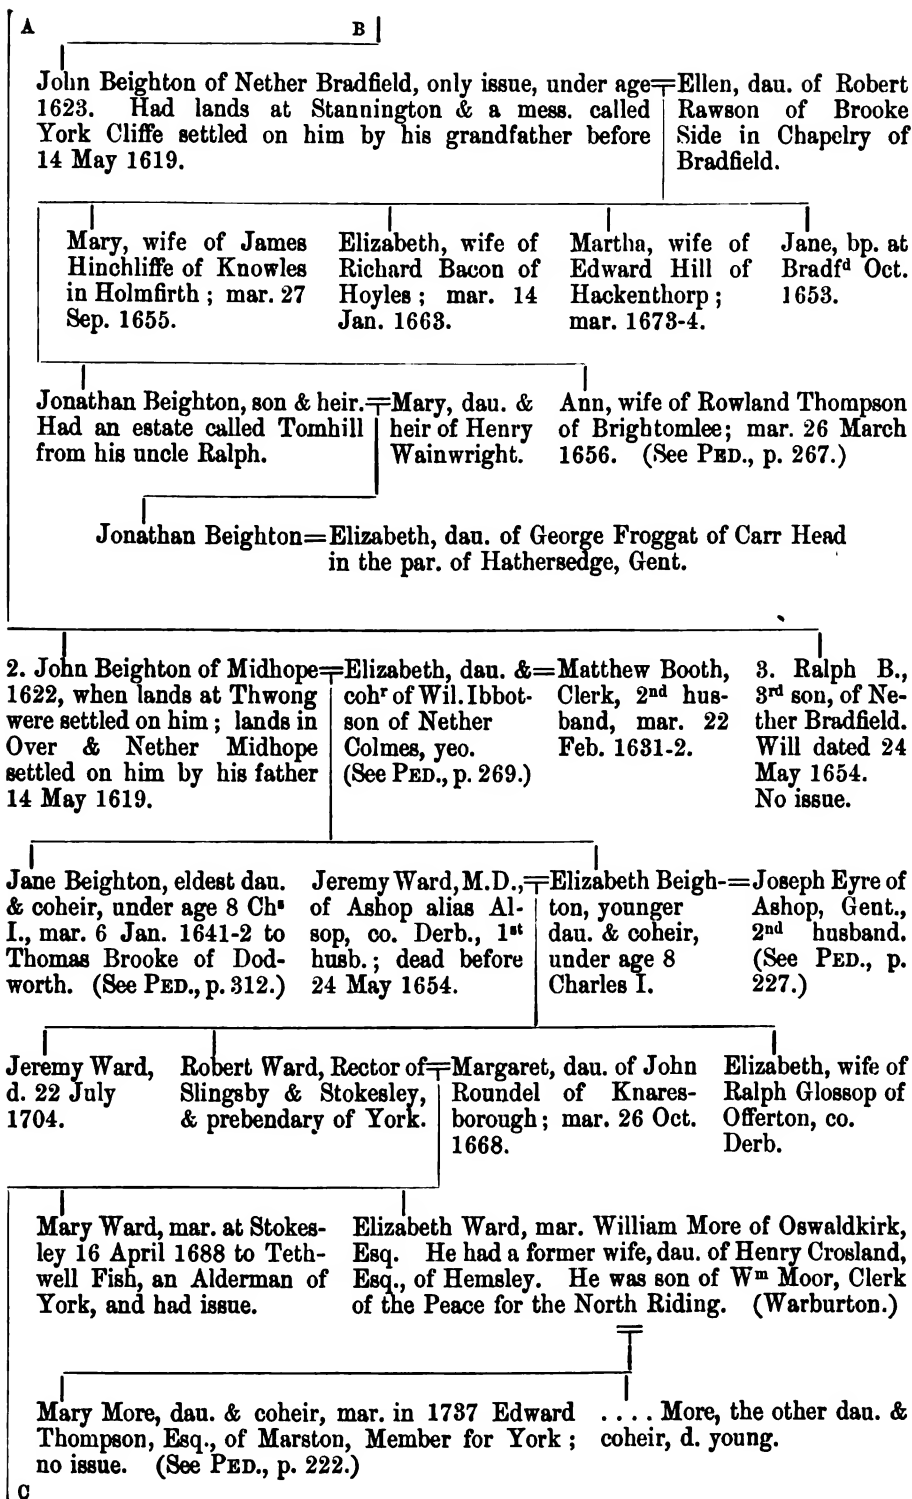 A B
John Beighton of Nether Bradfield, only issue, under age=Ellen, dau. of Robert
1623. Had lands at Stannington & a mess. called Rawson of Brooke
York Cliffe settled on him by his grandfather before Side in Chapelry of
14 May 1619. Bradfield.
Mary, wife of James Elizabeth, wife of Martha, wife of Jane, bp. at
Hinchliffe of Knowles Richard Bacon of Edward Hill of Bradfᵈ Oct.
in Holmfirth; mar. 27 Hoyles; mar. 14 Hackenthorp; 1653.
Sep. 1655. Jan. 1663. mar. 1673-4.
Jonathan Beighton, son & heir.=Mary, dau. & Ann, wife of Rowland Thompson
Had an estate called Tomhill heir of Henry of Brightomlee; mar. 26 March
from his uncle Ralph. Wainwright. 1656. (See PED., p. 267.)
Jonathan Beighton=Elizabeth, dau. of George Froggat of Carr Head
in the par. of Hathersedge, Gent.
2. John Beighton of Midhope=Elizabeth, dau. &=Matthew Booth, 3. Ralph B.,
1622, when lands at Thwong cohʳ of Wil. Ibbot- Clerk, 2ⁿᵈ hus- 3ʳᵈ son, of Ne-
were settled on him; lands in son of Nether band, mar. 22 ther Bradfield.
Over & Nether Midhope Colmes, yeo. Feb. 1631-2. Will dated 24
settled on him by his father (See PED., p. 269.) May 1654.
14 May 1619. No issue.
Jane Beighton, eldest dau. Jeremy Ward, M.D.,=Elizabeth Beigh-=Joseph Eyre of
& coheir, under age 8 Chˢ of Ashop alias Al- ton, younger Ashop, Gent.,
I., mar. 6 Jan. 1641-2 to sop, co. Derb., 1ˢᵗ dau. & coheir, 2ⁿᵈ husband.
Thomas Brooke of Dod- husb.; dead before under age 8 (See PED., p.
worth. (See PED., p. 312.) 24 May 1654. Charles I. 227.)
Jeremy Ward, Robert Ward, Rector of=Margaret, dau. of John Elizabeth, wife of
d. 22 July Slingsby & Stokesley, Roundel of Knares- Ralph Glossop of
1704. & prebendary of York. borough; mar. 26 Oct. Offerton, co.
1668. Derb.
Mary Ward, mar. at Stokes- Elizabeth Ward, mar. William More of Oswaldkirk,
ley 16 April 1688 to Teth- Esq. He had a former wife, dau. of Henry Crosland,
well Fish, an Alderman of Esq., of Hemsley. He was son of Wᵐ Moor, Clerk
York, and had issue. of the Peace for the North Riding. (Warburton.)
Mary More, dau. & coheir, mar. in 1737 Edward .... More, the other dau. &
Thompson, Esq., of Marston, Member for York; coheir, d. young.
no issue. (See PED., p. 222.)
C